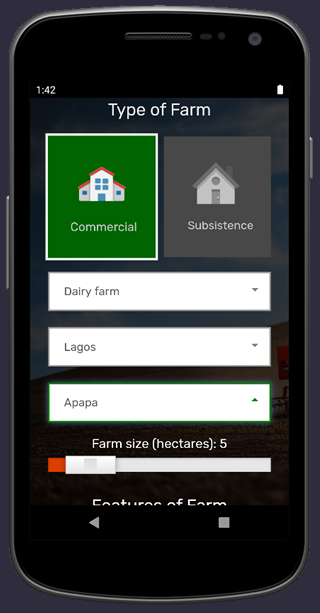 1:42
Type of Farm
Commercial
Subsistence
Dairy farm
Lagos
Apapa
Farm size (hectares): 5
Features of Farm